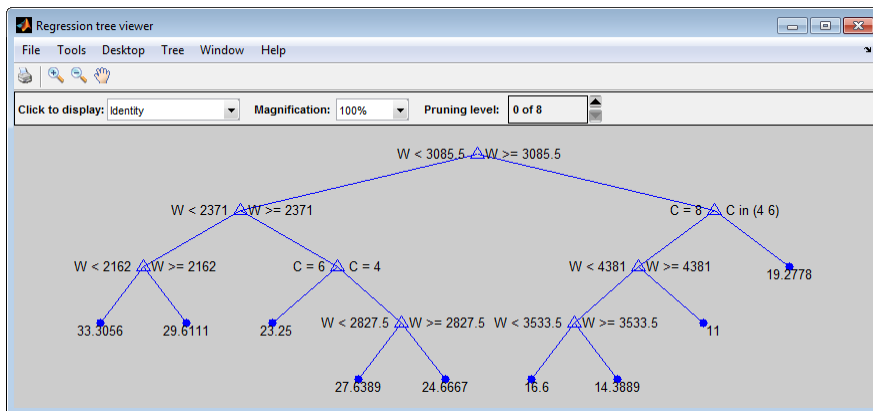 Regression tree viewer
File Tools Desktop Tree Window Help
Click to display: Identity Magnification: 100% Pruning level: 0 of 8
W < 3085.5 W >= 3085.5
W < 2371 W >= 2371 C = 8 C in (4 6)
W < 2162 W >= 2162 C = 6 C = 4 W < 4381 W >= 4381 19.2778
33.3056 29.6111 23.25 W < 2827.5 W >= 2827.5 W < 3533.5 W >= 3533.5 11
27.6389 24.6667 16.6 14.3889